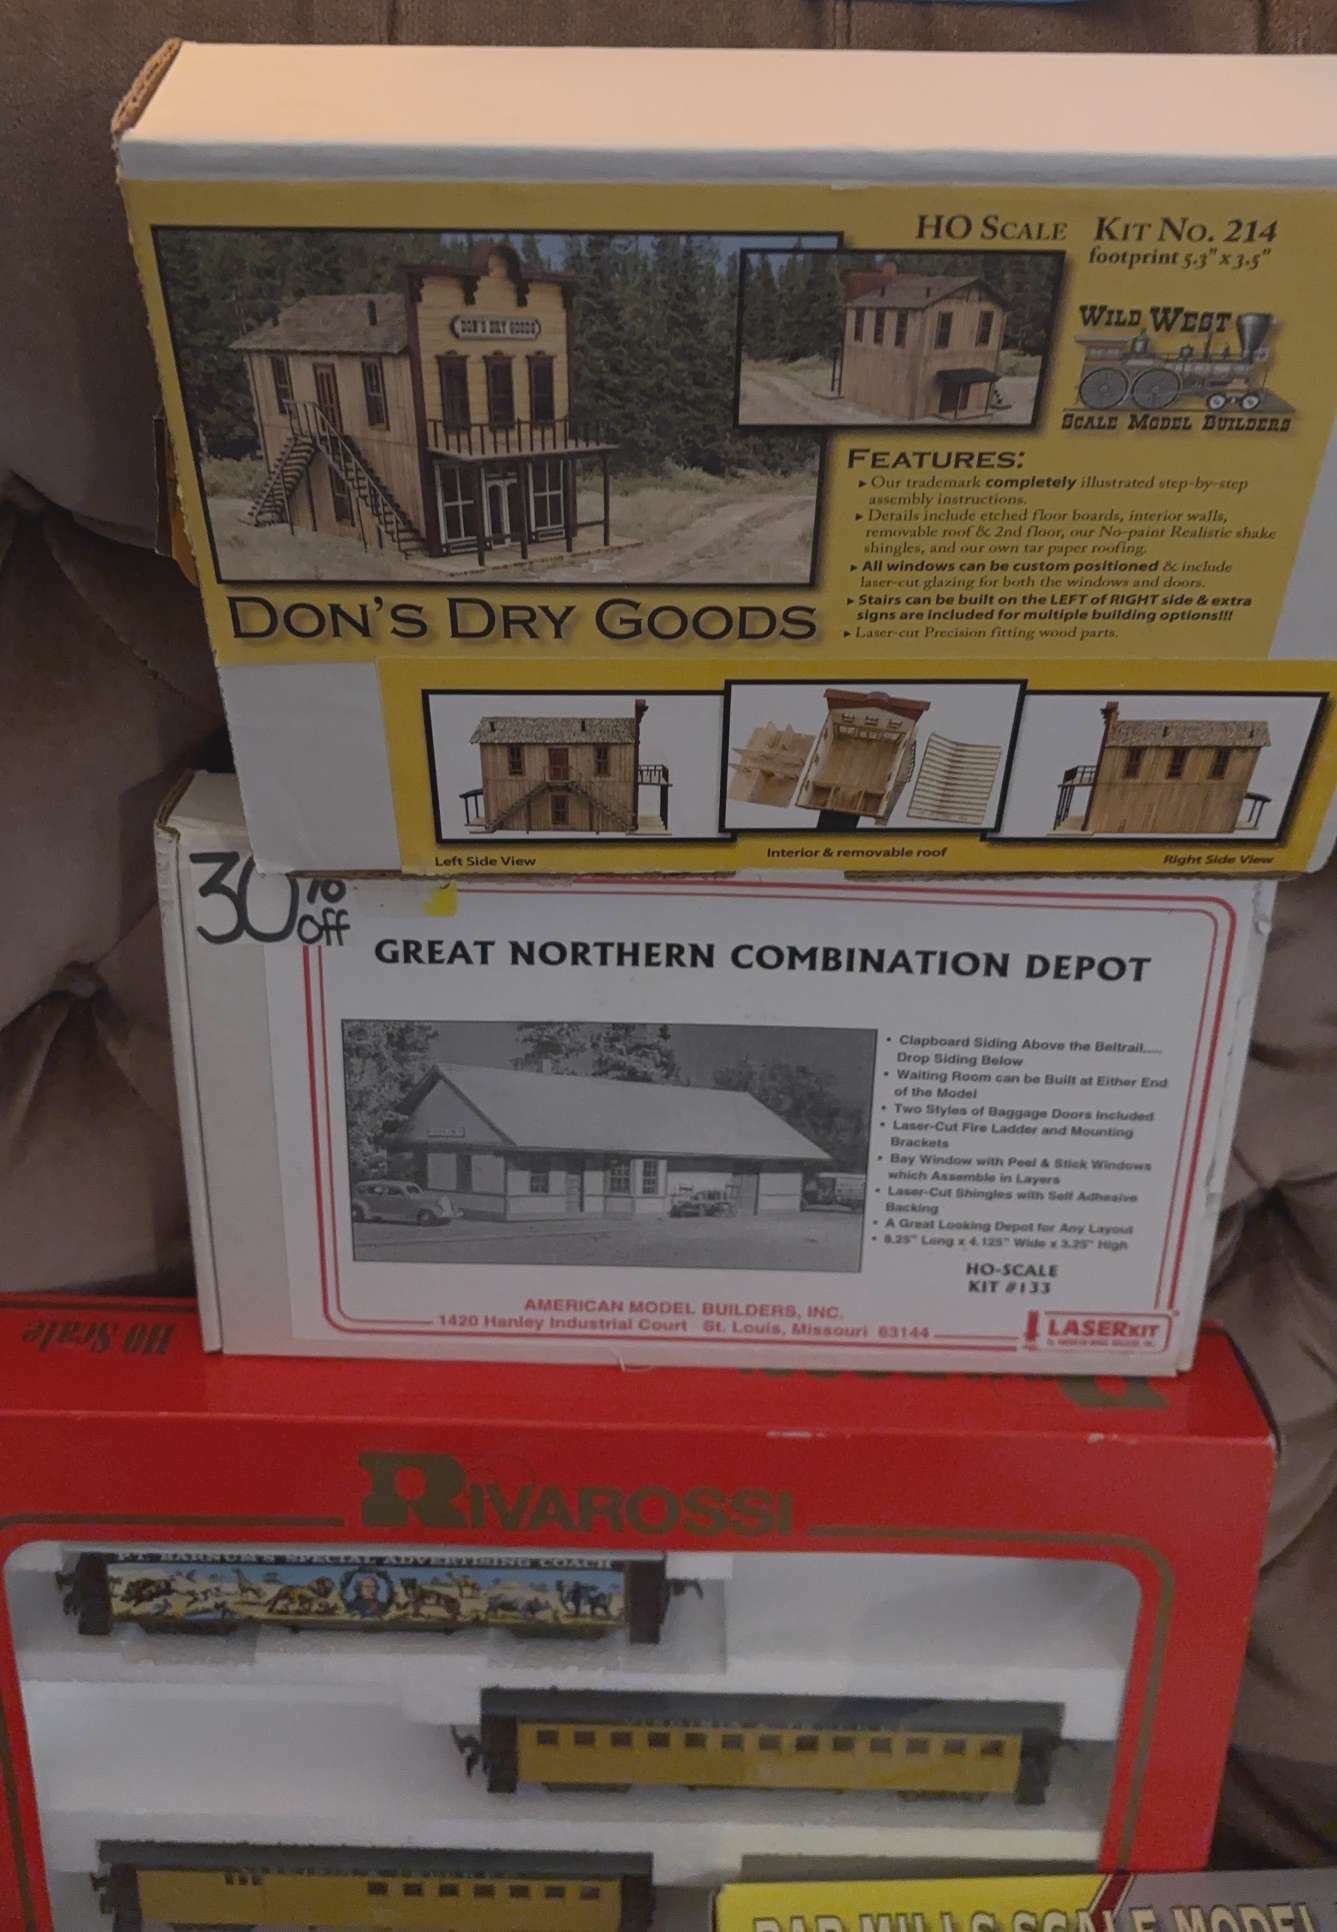 HO SCALE KIT NO. 214
footprint 5.3" x 3.5"
WILD WEST
SCALE MODEL BUILDERS
DON'S DRY GOODS
FEATURES:
▸ Our trademark completely illustrated step-by-step
assembly instructions.
▸ Details include etched floor boards, interior walls,
removable roof & 2nd floor, our No-paint Realistic shake
shingles, and our own tar paper roofing.
▸ All windows can be custom positioned & include
laser-cut glazing for both the windows and doors.
▸ Stairs can be built on the LEFT of RIGHT side & extra
signs are included for multiple building options!!!
▸ Laser-cut Precision fitting wood parts.
DON'S DRY GOODS
Left Side View
Interior & removable roof
Right Side View
30%
off
GREAT NORTHERN COMBINATION DEPOT
• Clapboard Siding Above the Beltrail....
Drop Siding Below
• Waiting Room can be Built at Either End
of the Model
• Two Styles of Baggage Doors Included
• Laser-Cut Fire Ladder and Mounting
Brackets
• Bay Window with Peel & Stick Windows
which Assemble in Layers
• Laser-Cut Shingles with Self Adhesive
Backing
• A Great Looking Depot for Any Layout
• 8.25" Long x 4.125" Wide x 3.25" High
HO-SCALE
KIT #133
AMERICAN MODEL BUILDERS, INC.
1420 Hanley Industrial Court St. Louis, Missouri 63144
LASERKIT
HO Scale
RIVAROSSI
P.T. BARNUM'S SPECIAL ADVERTISING COACH
BAR MILLS SCALE MODEL